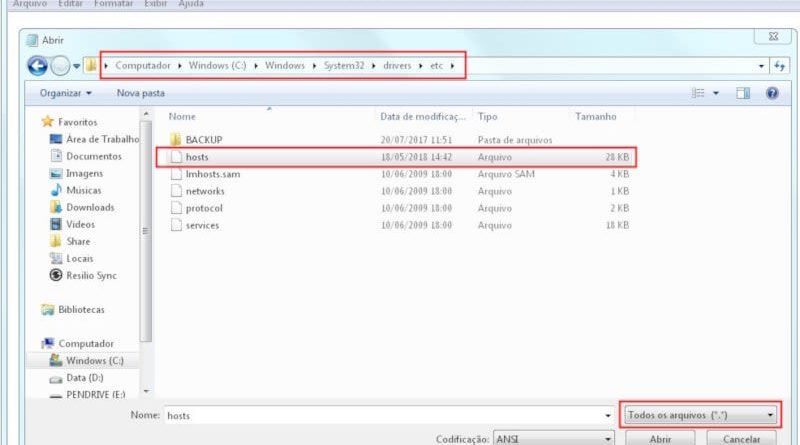 Arquivo Editar Formatar Exibir Ajuda
Abrir
Computador Windows (C:) Windows System32 drivers etc
Organizar Nova pasta
Nome Data de modificaç... Tipo Tamanho
Favoritos
Área de Trabalho
Documentos
Imagens
Músicas
Downloads
Videos
Share
Locais
Resilio Sync
Bibliotecas
Computador
Windows (C:)
Data (D:)
PENDRIVE (E:)
BACKUP 20/07/2017 11:51 Pasta de arquivos
hosts 18/05/2018 14:42 Arquivo 28 KB
lmhosts.sam 10/06/2009 18:00 Arquivo SAM 4 KB
networks 10/06/2009 18:00 Arquivo 1 KB
protocol 10/06/2009 18:00 Arquivo 2 KB
services 10/06/2009 18:00 Arquivo 18 KB
Nome: hosts Todos os arquivos (*.*)
Codificação: ANSI Abrir Cancelar